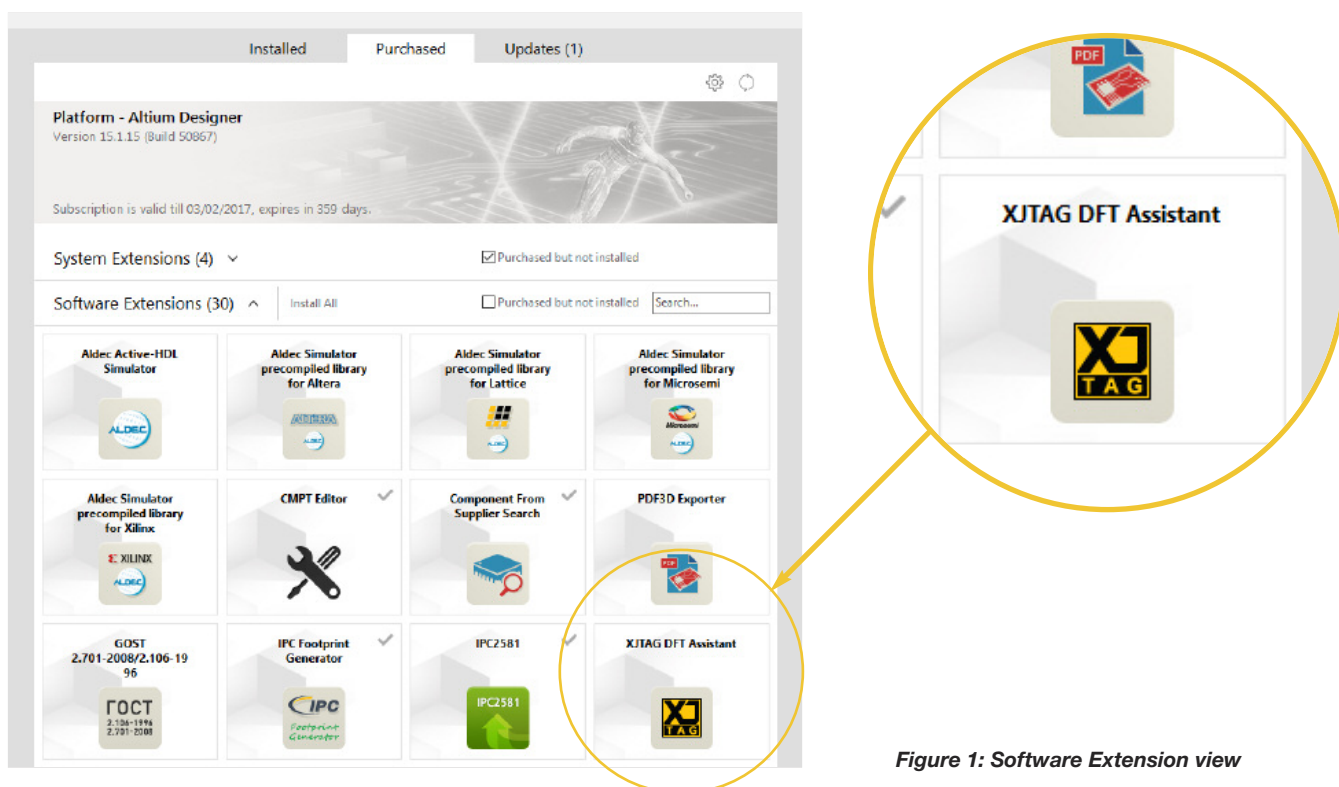 Installed Purchased Updates (1)
Platform - Altium Designer
Version 15.1.15 (Build 50867)
Subscription is valid till 03/02/2017, expires in 359 days.
System Extensions (4) Purchased but not installed
Software Extensions (30) Install All Purchased but not installed Search...
Aldec Active-HDL
Simulator
ALDEC
Aldec Simulator
precompiled library
for Altera
ALTERA
ALDEC
Aldec Simulator
precompiled library
for Lattice
ALDEC
Aldec Simulator
precompiled library
for Microsemi
Microsemi
ALDEC
Aldec Simulator
precompiled library
for Xilinx
XILINX
ALDEC
CMPT Editor
Component From
Supplier Search
PDF3D Exporter
PDF
GOST
2.701-2008/2.106-19
96
ГОСТ
2.106-1996
2.701-2008
IPC Footprint
Generator
IPC
Footprint
Generator
IPC2581
IPC2581
XJTAG DFT Assistant
XJ
TAG
PDF
XJTAG DFT Assistant
XJ
TAG
Figure 1: Software Extension view